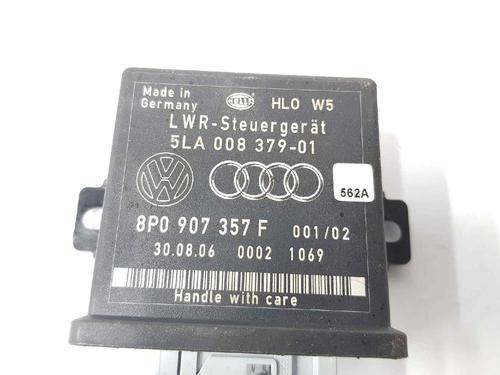 Made in
Germany
HELLA
HLO W5
LWR-Steuergerät
5LA 008 379-01
562A
8P0 907 357 F 001/02
30.08.06 0002 1069
Handle with care